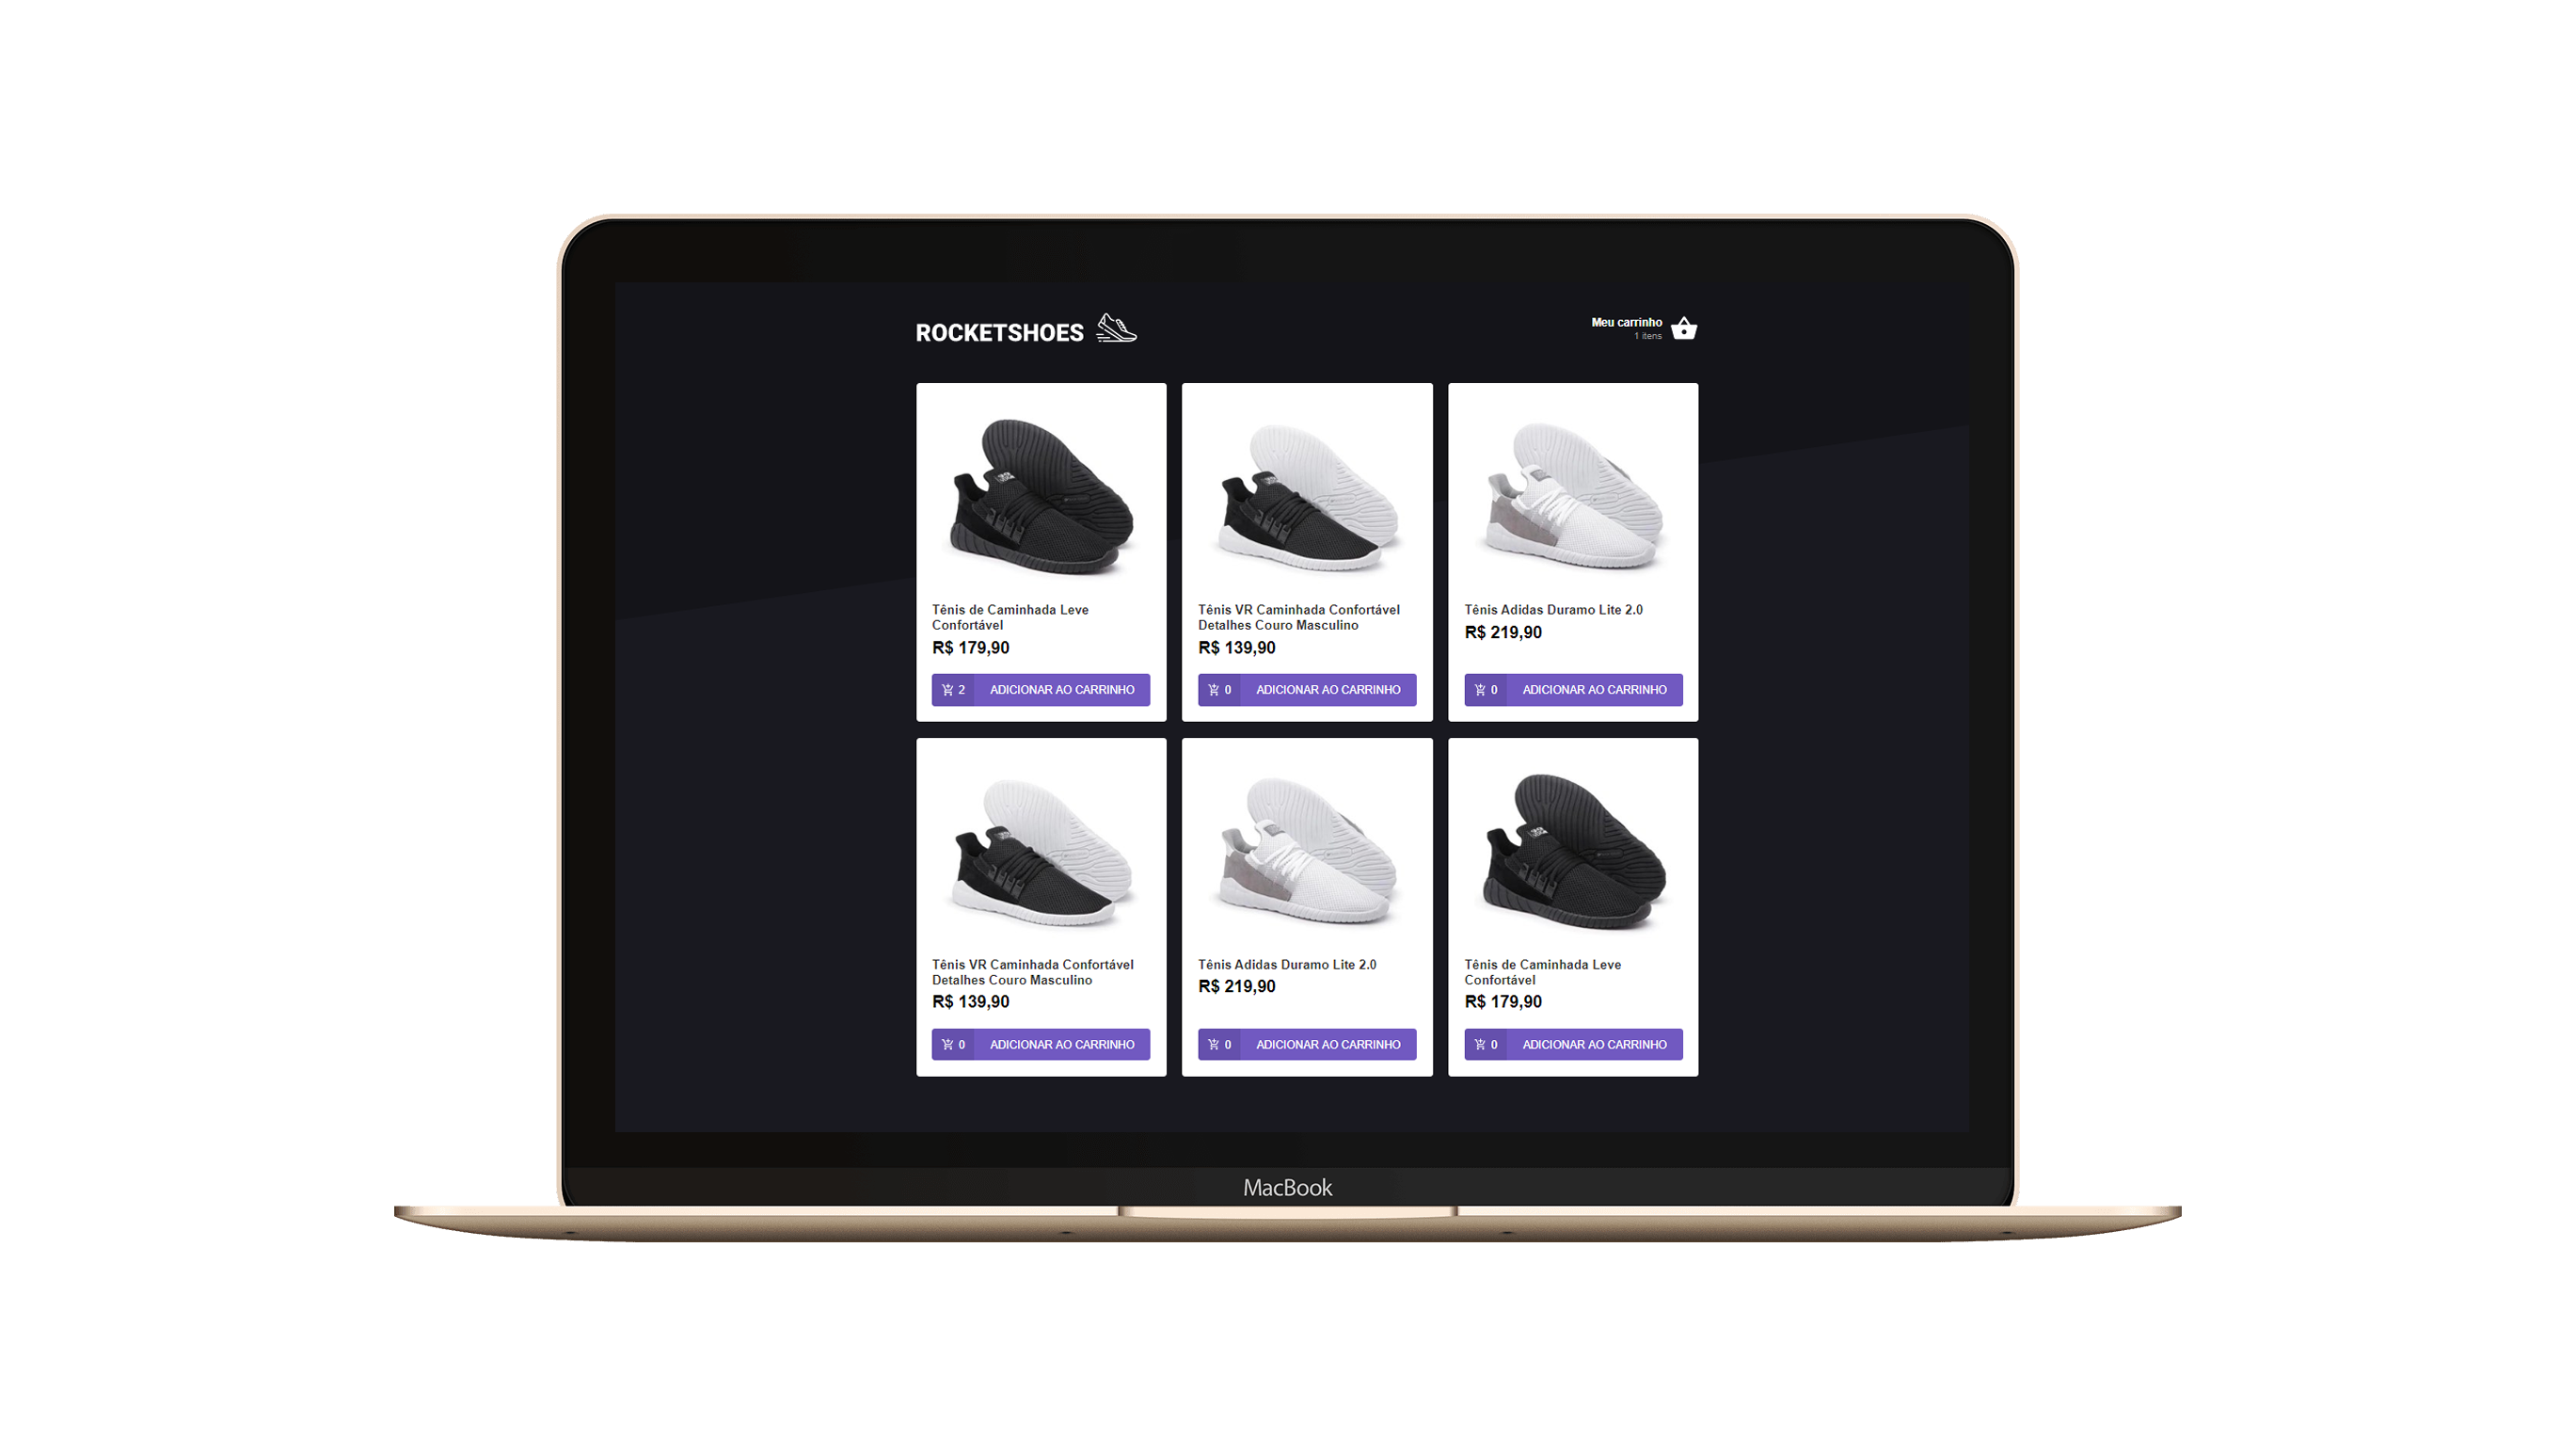 ROCKETSHOES
Meu carrinho
1 itens
Tênis de Caminhada Leve
Confortável
R$ 179,90
2 ADICIONAR AO CARRINHO
Tênis VR Caminhada Confortável
Detalhes Couro Masculino
R$ 139,90
0 ADICIONAR AO CARRINHO
Tênis Adidas Duramo Lite 2.0
R$ 219,90
0 ADICIONAR AO CARRINHO
Tênis VR Caminhada Confortável
Detalhes Couro Masculino
R$ 139,90
0 ADICIONAR AO CARRINHO
Tênis Adidas Duramo Lite 2.0
R$ 219,90
0 ADICIONAR AO CARRINHO
Tênis de Caminhada Leve
Confortável
R$ 179,90
0 ADICIONAR AO CARRINHO
MacBook